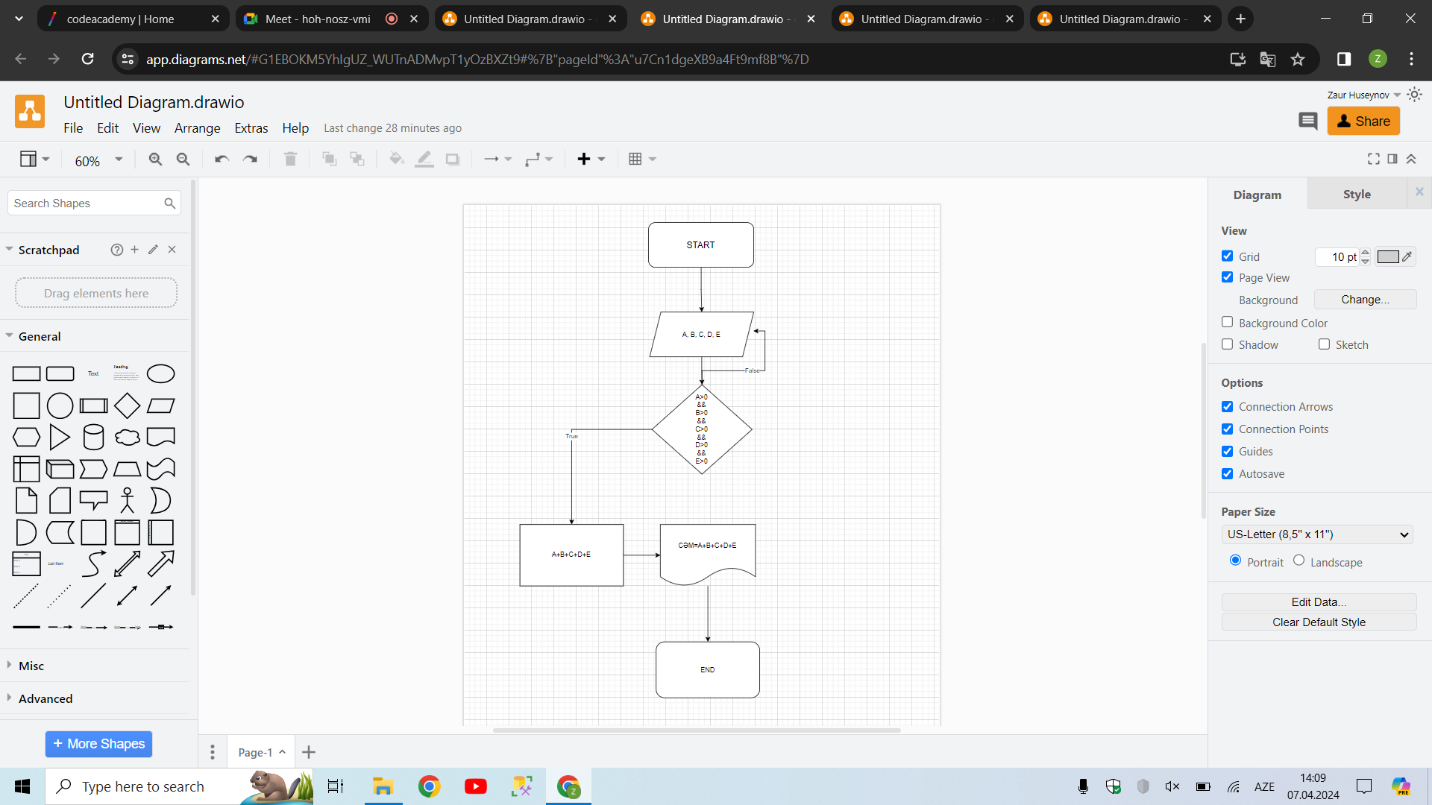 codeacademy | Home
Meet - hoh-nosz-vmi
Untitled Diagram.drawio -
Untitled Diagram.drawio -
Untitled Diagram.drawio -
Untitled Diagram.drawio -
app.diagrams.net/#G1EBOKM5YhlgUZ_WUTnADMvpT1yOzBXZt9#%7B"pageId"%3A"u7Cn1dgeXB9a4Ft9mf8B"%7D
Z
Untitled Diagram.drawio
Zaur Huseynov
File Edit View Arrange Extras Help Last change 28 minutes ago
Share
60%
Search Shapes
Scratchpad
Drag elements here
General
Text
Heading
List Item
Misc
Advanced
+ More Shapes
START
A, B, C, D, E
False
A>0
&&
B>0
&&
C>0
&&
D>0
&&
E>0
True
A+B+C+D+E
CƏM=A+B+C+D+E
END
Page-1
Diagram
Style
View
Grid
10 pt
Page View
Background
Change...
Background Color
Shadow
Sketch
Options
Connection Arrows
Connection Points
Guides
Autosave
Paper Size
US-Letter (8,5" x 11")
Portrait
Landscape
Edit Data...
Clear Default Style
Type here to search
Z
AZE
14:09
07.04.2024
PRE